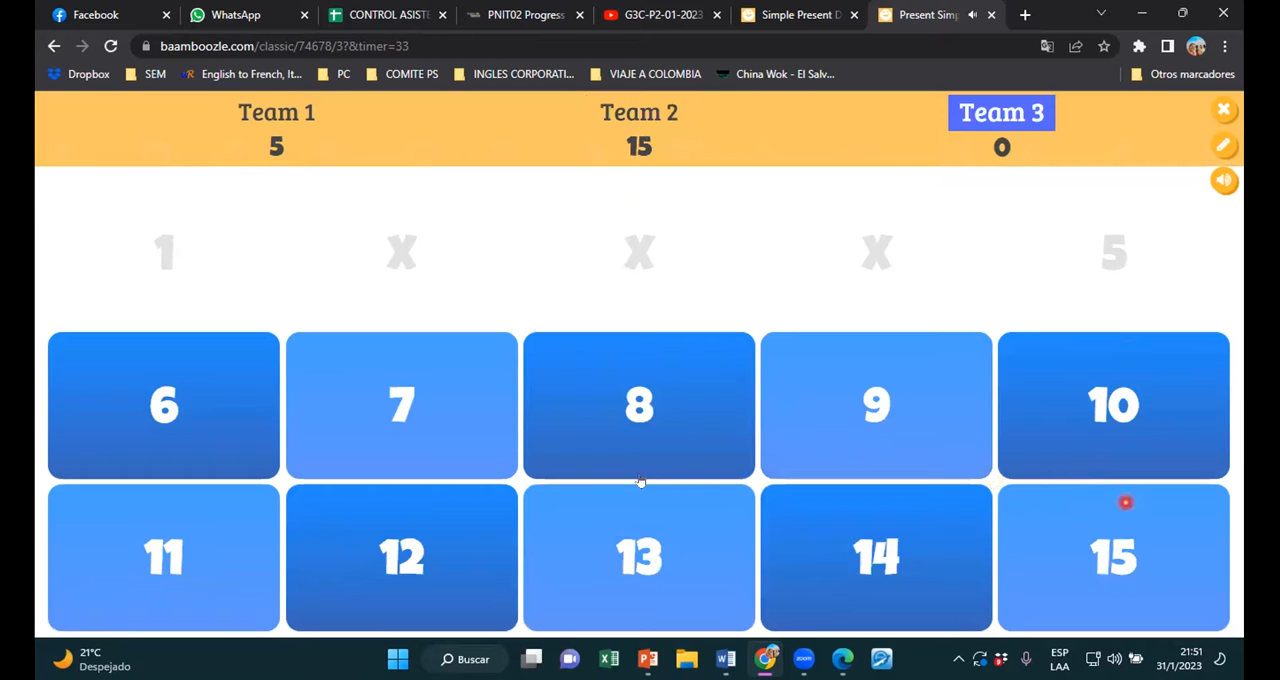 Facebook WhatsApp CONTROL ASISTE PNIT02 Progress G3C-P2-01-2023 Simple Present D Present Simp
baamboozle.com/classic/74678/3?&timer=33
Dropbox SEM English to French, It... PC COMITE PS INGLES CORPORATI... VIAJE A COLOMBIA China Wok - El Salv... Otros marcadores
Team 1 Team 2 Team 3
5 15 0
1 X X X 5
6 7 8 9 10
11 12 13 14 15
21°C
Despejado
Buscar
zoom
ESP
LAA
21:51
31/1/2023